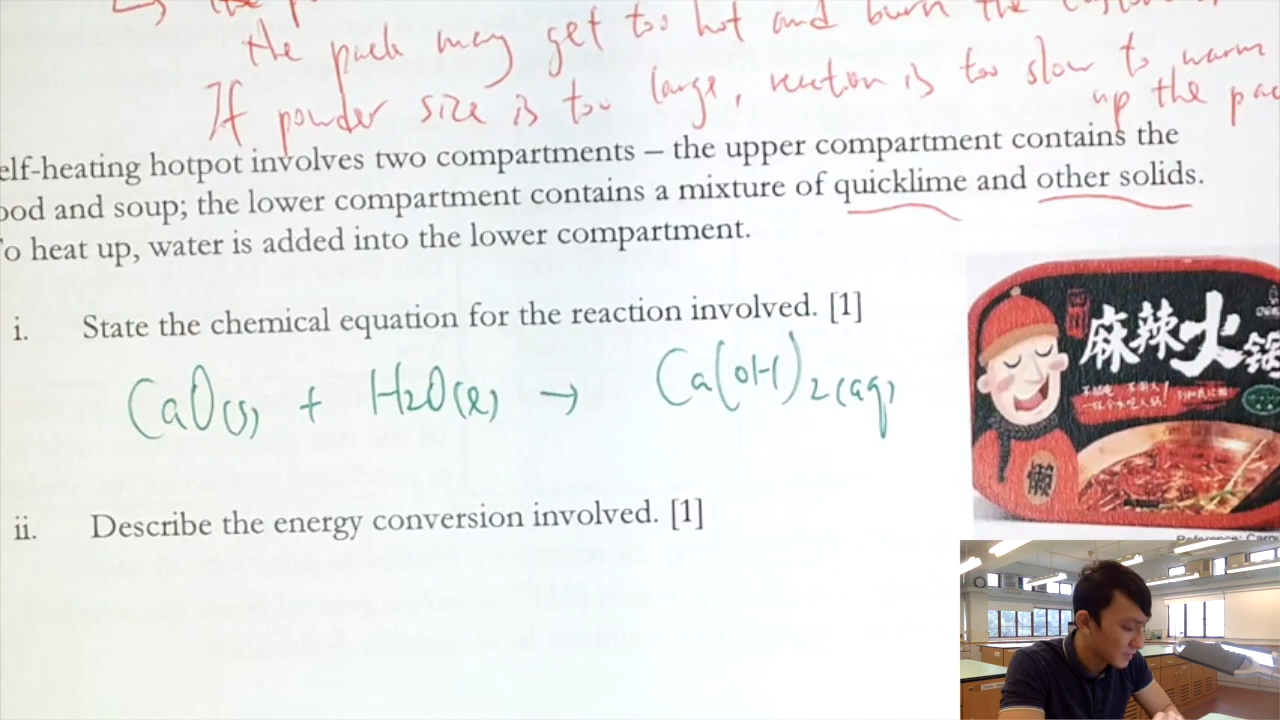 the pack may get too hot and burn the
If powder size is too large, reaction is too slow to warm
up the pac
elf-heating hotpot involves two compartments – the upper compartment contains the
ood and soup; the lower compartment contains a mixture of quicklime and other solids.
To heat up, water is added into the lower compartment.
i. State the chemical equation for the reaction involved. [1]
CaO(s) + H2O(l) → Ca(OH)2(aq)
ii. Describe the energy conversion involved. [1]
麻辣火锅
懒